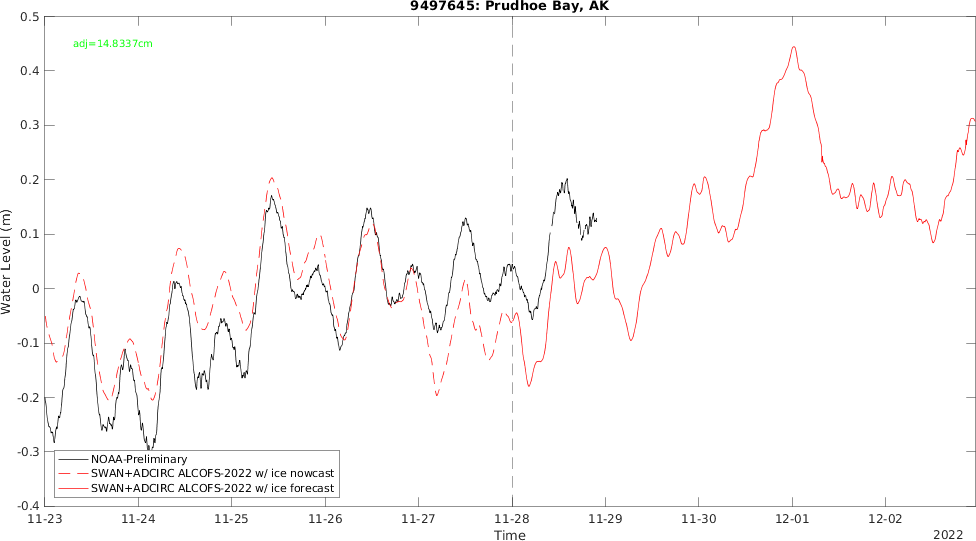 9497645: Prudhoe Bay, AK
adj=14.8337cm
Water Level (m)
0.5
0.4
0.3
0.2
0.1
0
-0.1
-0.2
-0.3
-0.4
NOAA-Preliminary
SWAN+ADCIRC ALCOFS-2022 w/ ice nowcast
SWAN+ADCIRC ALCOFS-2022 w/ ice forecast
11-23 11-24 11-25 11-26 11-27 11-28 11-29 11-30 12-01 12-02
Time
2022